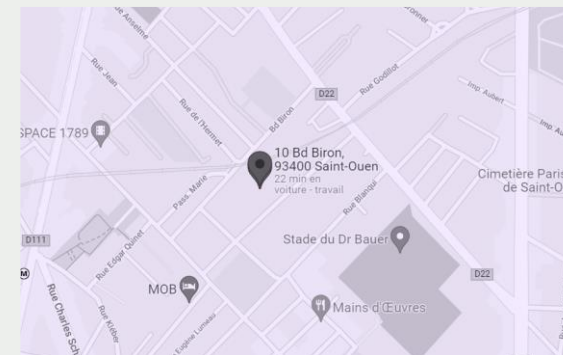 Rue Anselme
Rue Jean
Rue de l'Hermet
Bd Biron
D22
Rue Godillot
Imp. Aubert
SPACE 1789
10 Bd Biron,
93400 Saint-Ouen
22 min en
voiture - travail
Pass. Marie
Rue Blanqui
Cimetière Paris
de Saint-O
Stade du Dr Bauer
D111
Rue Edgar Quinet
D22
MOB
Mains d'Œuvres
Rue Charles Sch
Rue Kléber
Eugène Lumeau